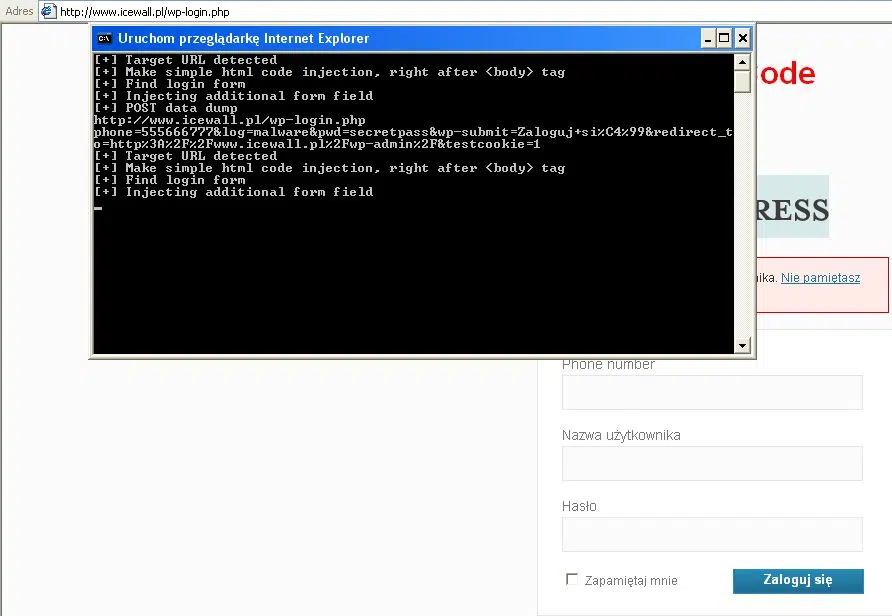 Adres http://www.icewall.pl/wp-login.php
Uruchom przeglądarkę Internet Explorer
[+] Target URL detected
[+] Make simple html code injection, right after <body> tag
[+] Find login form
[+] Injecting additional form field
[+] POST data dump
http://www.icewall.pl/wp-login.php
phone=555666777&log=malware&pwd=secretpass&wp-submit=Zaloguj+si%C4%99&redirect_t
o=http%3A%2F%2Fwww.icewall.pl%2Fwp-admin%2F&testcookie=1
[+] Target URL detected
[+] Make simple html code injection, right after <body> tag
[+] Find login form
[+] Injecting additional form field
ode
RESS
ika. Nie pamiętasz
Phone number
Nazwa użytkownika
Hasło
Zapamiętaj mnie
Zaloguj się